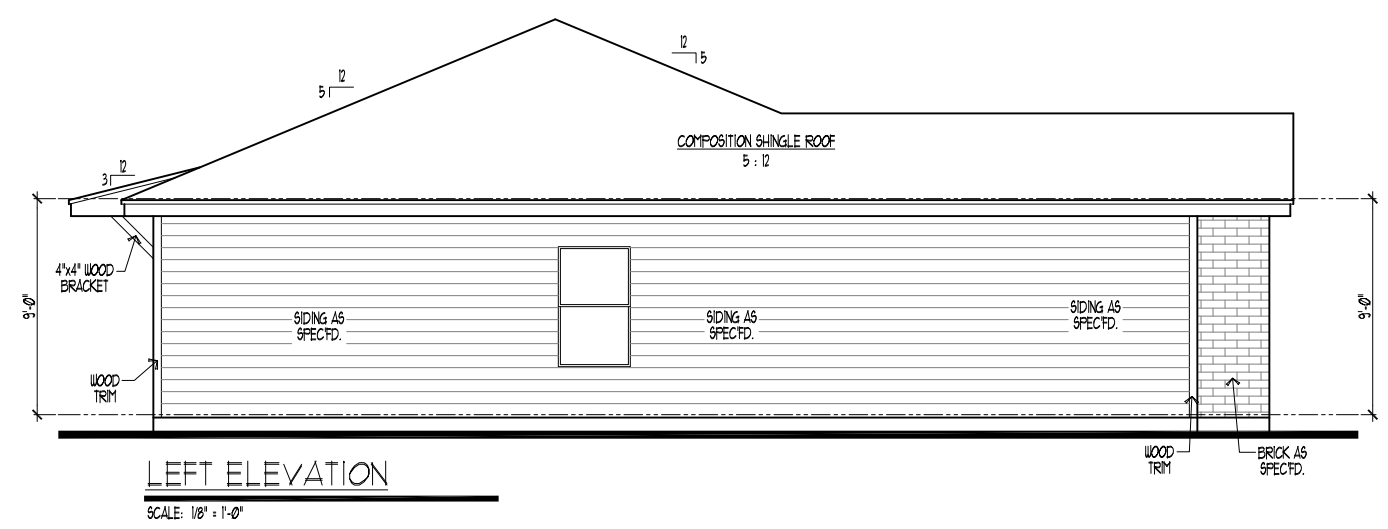 12
5
12
5
COMPOSITION SHINGLE ROOF
5 : 12
12
3
4"x4" WOOD
BRACKET
9'-0"
9'-0"
SIDING AS
SPEC'FD.
SIDING AS
SPEC'FD.
SIDING AS
SPEC'FD.
WOOD
TRIM
WOOD
TRIM
BRICK AS
SPEC'FD.
LEFT ELEVATION
SCALE: 1/8" = 1'-0"